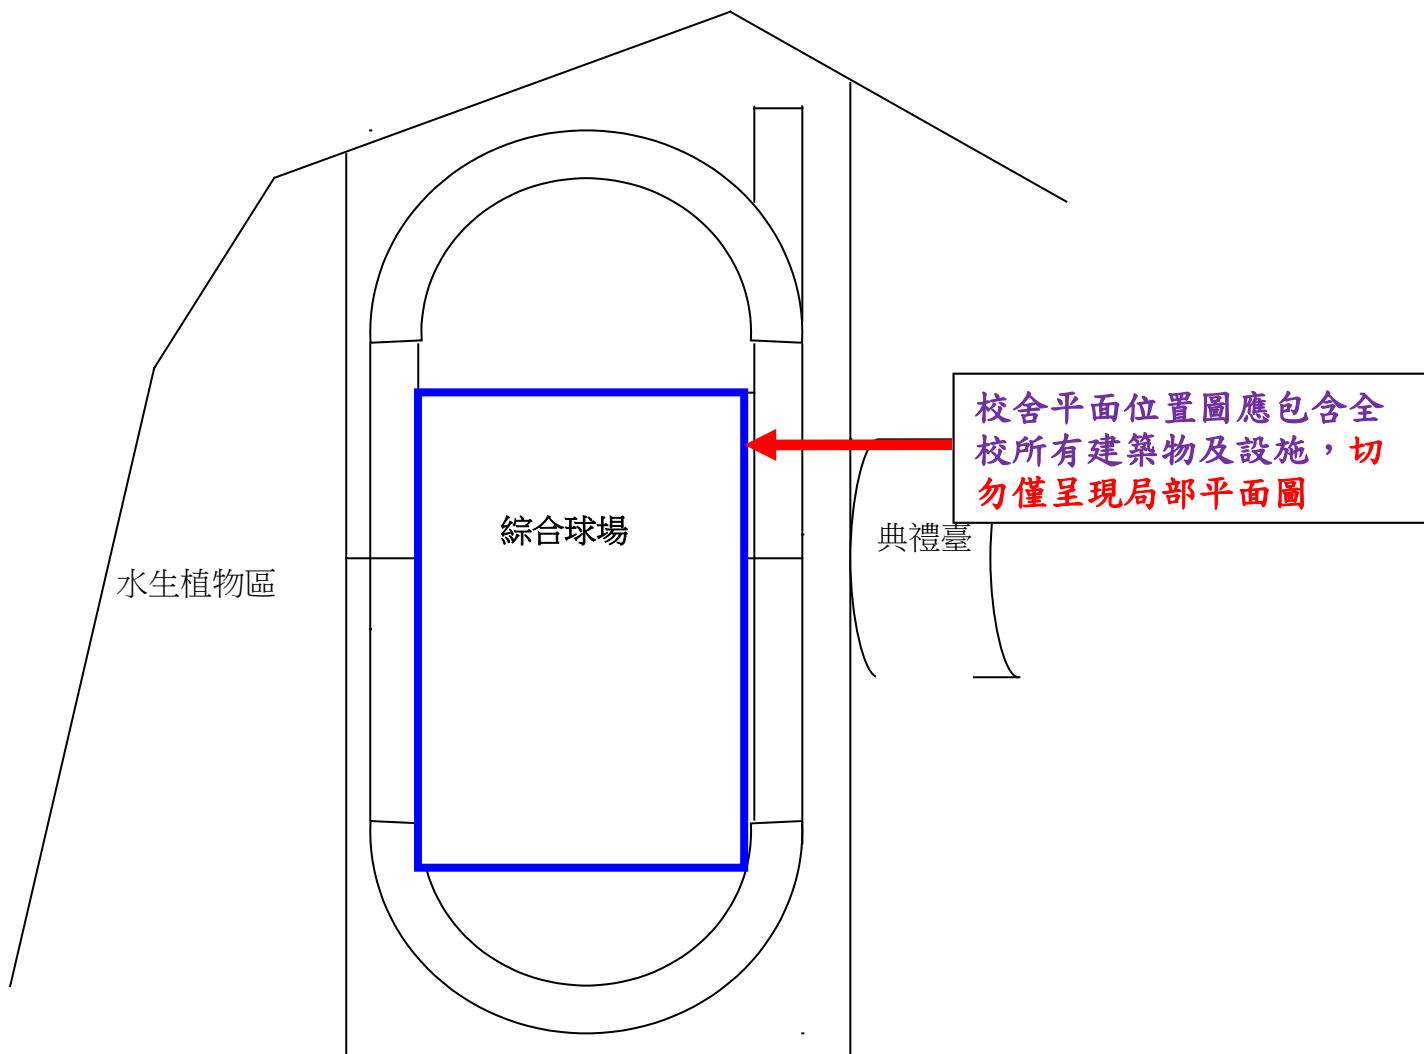 校舍平面位置圖應包含全
校所有建築物及設施，切
勿僅呈現局部平面圖
綜合球場
典禮臺
水生植物區